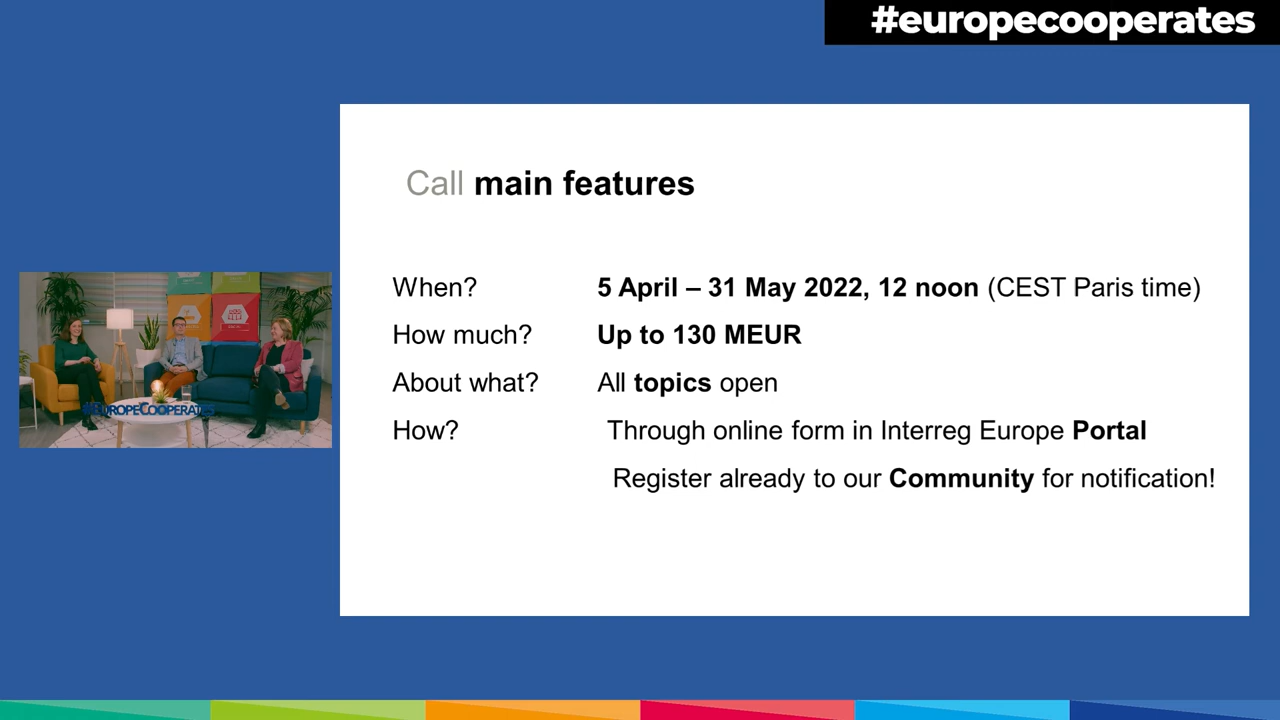 #europecooperates
Call main features
When? 5 April – 31 May 2022, 12 noon (CEST Paris time)
How much? Up to 130 MEUR
About what? All topics open
How? Through online form in Interreg Europe Portal
Register already to our Community for notification!
#EUROPECOOPERATES